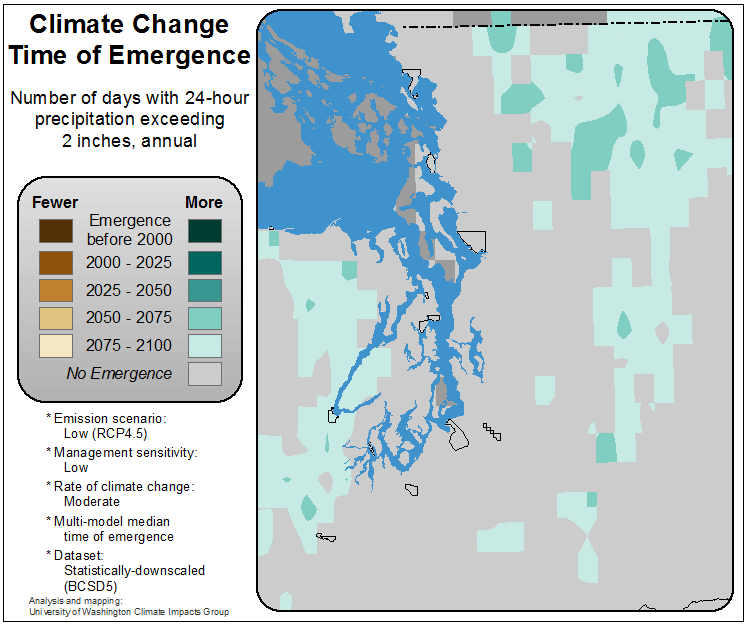 Climate Change
Time of Emergence
Number of days with 24-hour
precipitation exceeding
2 inches, annual
Fewer More
Emergence
before 2000
2000 - 2025
2025 - 2050
2050 - 2075
2075 - 2100
No Emergence
* Emission scenario:
Low (RCP4.5)
* Management sensitivity:
Low
* Rate of climate change:
Moderate
* Multi-model median
time of emergence
* Dataset:
Statistically-downscaled
(BCSD5)
Analysis and mapping:
University of Washington Climate Impacts Group